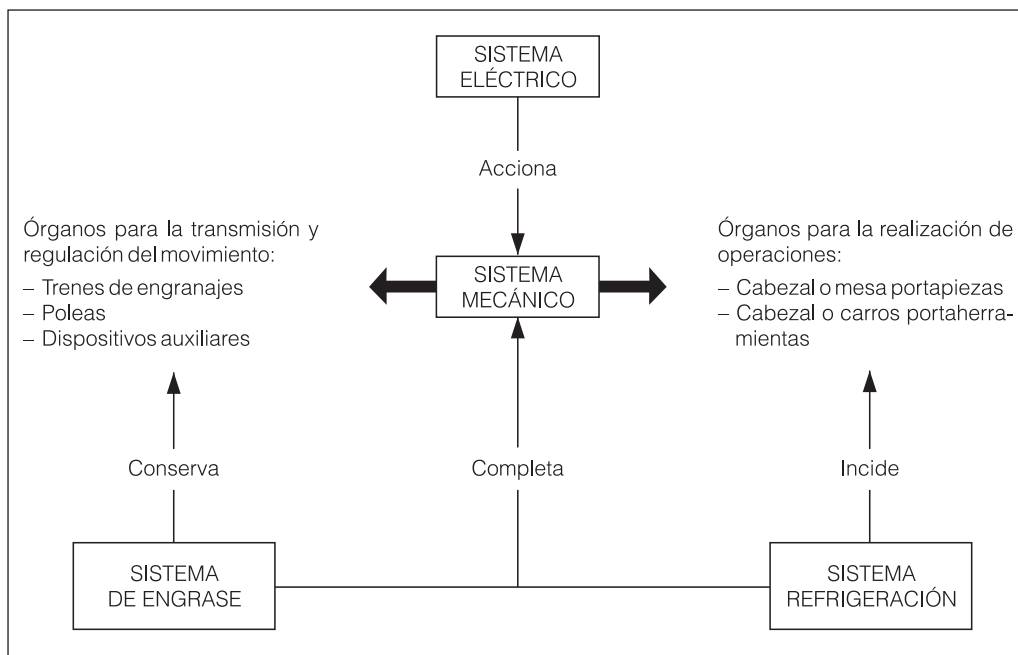 SISTEMA
ELÉCTRICO
Acciona
Órganos para la transmisión y
regulación del movimiento:
– Trenes de engranajes
– Poleas
– Dispositivos auxiliares
SISTEMA
MECÁNICO
Órganos para la realización de
operaciones:
– Cabezal o mesa portapiezas
– Cabezal o carros portaherra-
mientas
Conserva
Completa
Incide
SISTEMA
DE ENGRASE
SISTEMA
REFRIGERACIÓN